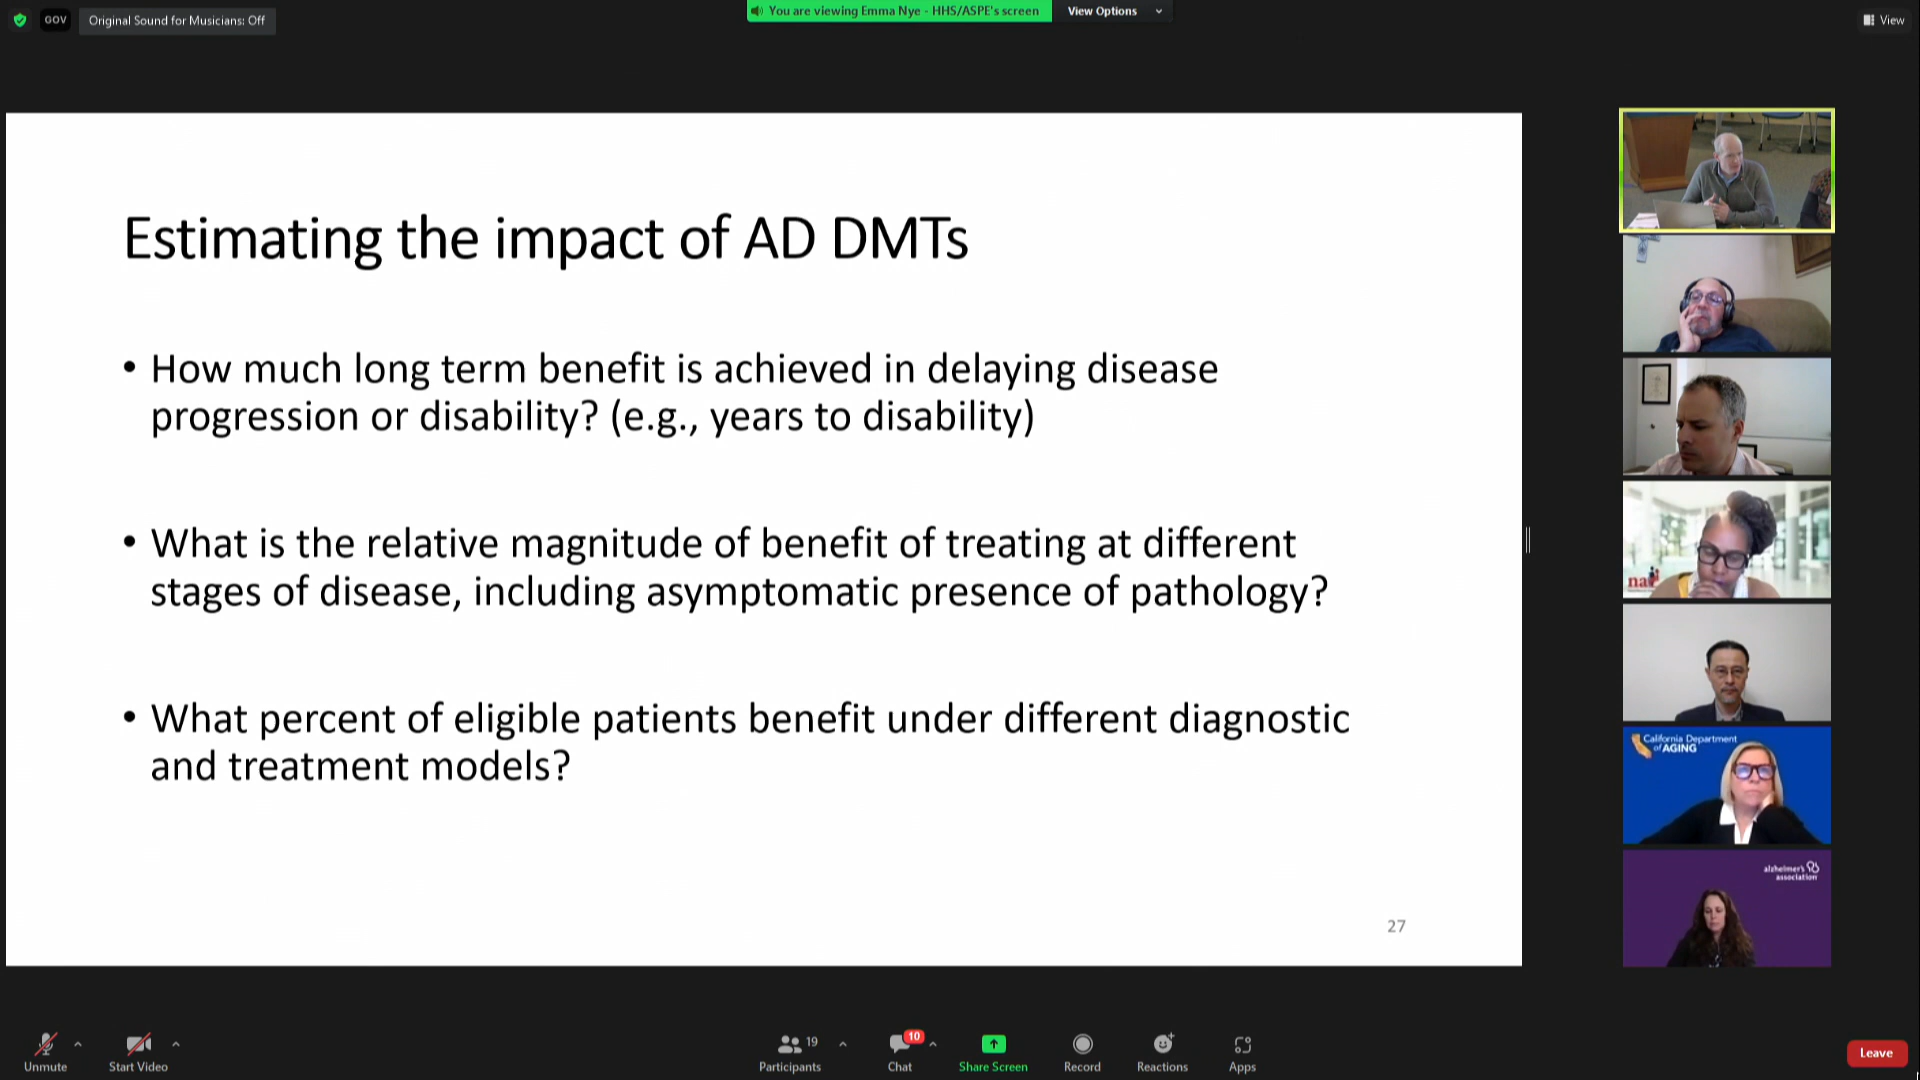 GOV
Original Sound for Musicians: Off
You are viewing Emma Nye - HHS/ASPE's screen
View Options
View
Estimating the impact of AD DMTs
• How much long term benefit is achieved in delaying disease
progression or disability? (e.g., years to disability)
• What is the relative magnitude of benefit of treating at different
stages of disease, including asymptomatic presence of pathology?
• What percent of eligible patients benefit under different diagnostic
and treatment models?
27
California Department
of AGING
alzheimer's
association
Unmute
Start Video
19
Participants
10
Chat
Share Screen
Record
Reactions
Apps
Leave